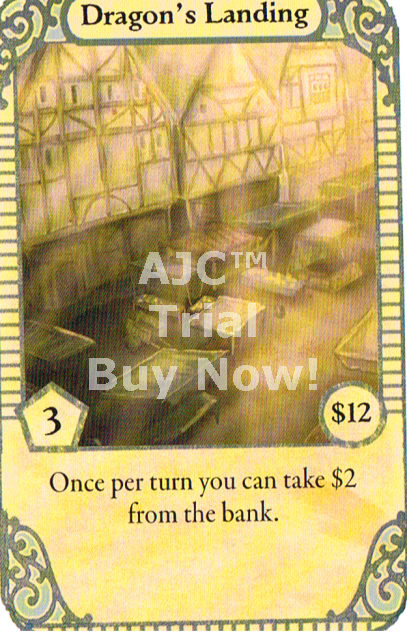 Dragon's Landing
AJC™
Trial
Buy Now!
3
$12
Once per turn you can take $2
from the bank.